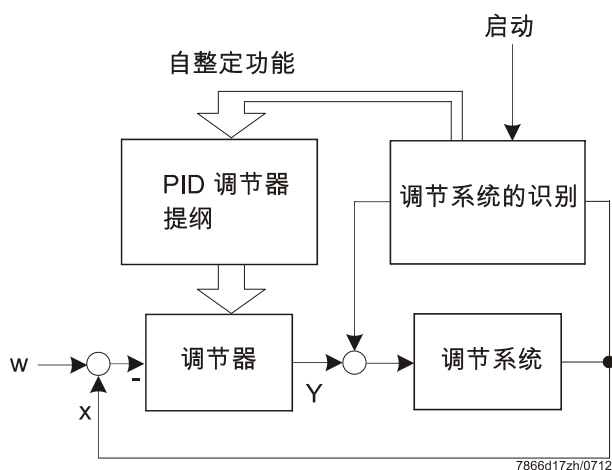 启动
自整定功能
PID 调节器
提纲
调节系统的识别
w
-
调节器
Y
调节系统
x
7866d17zh/0712